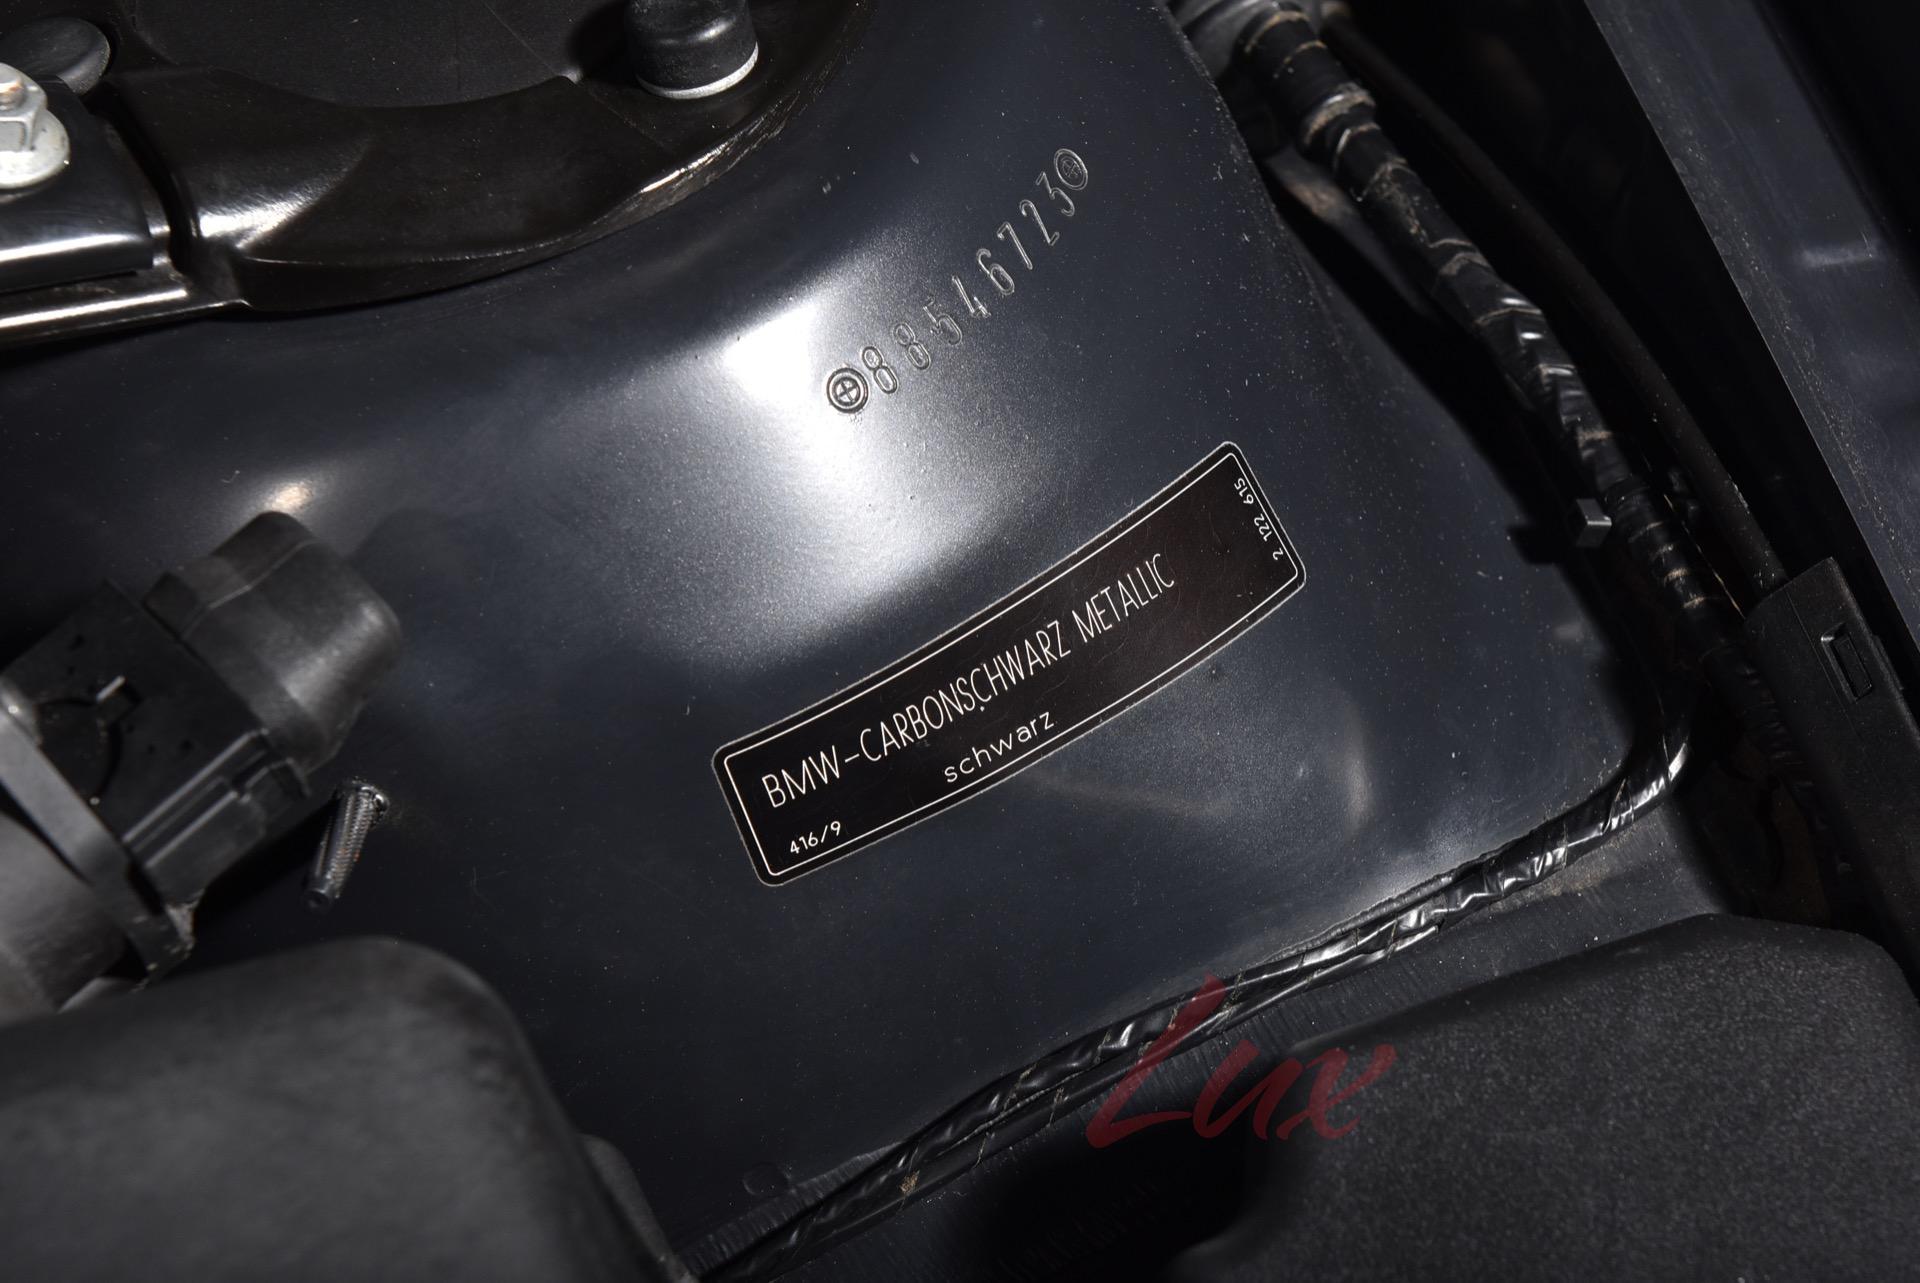 88546723
BMW-CARBONSCHWARZ METALLIC
schwarz
416/9
2 122 615
Lux